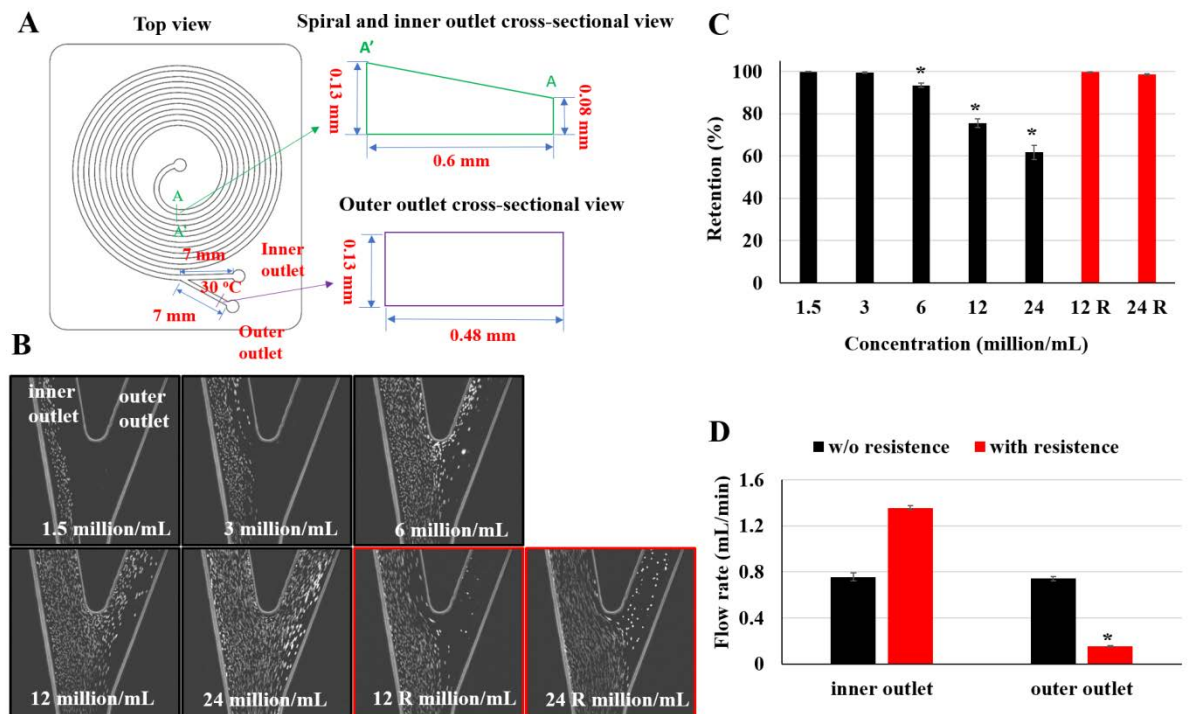 A
Top view
Spiral and inner outlet cross-sectional view
A'
A
0.13 mm
0.08 mm
0.6 mm
A
A'
7 mm
Inner
outlet
30 °C
7 mm
Outer
outlet
Outer outlet cross-sectional view
0.13 mm
0.48 mm
B
inner
outlet
outer
outlet
1.5 million/mL
3 million/mL
6 million/mL
12 million/mL
24 million/mL
12 R million/mL
24 R million/mL
C
Retention (%)
100
80
60
40
20
0
*
*
*
1.5 3 6 12 24 12 R 24 R
Concentration (million/mL)
D
w/o resistence with resistence
Flow rate (mL/min)
1.6
1.2
0.8
0.4
0
*
inner outlet outer outlet